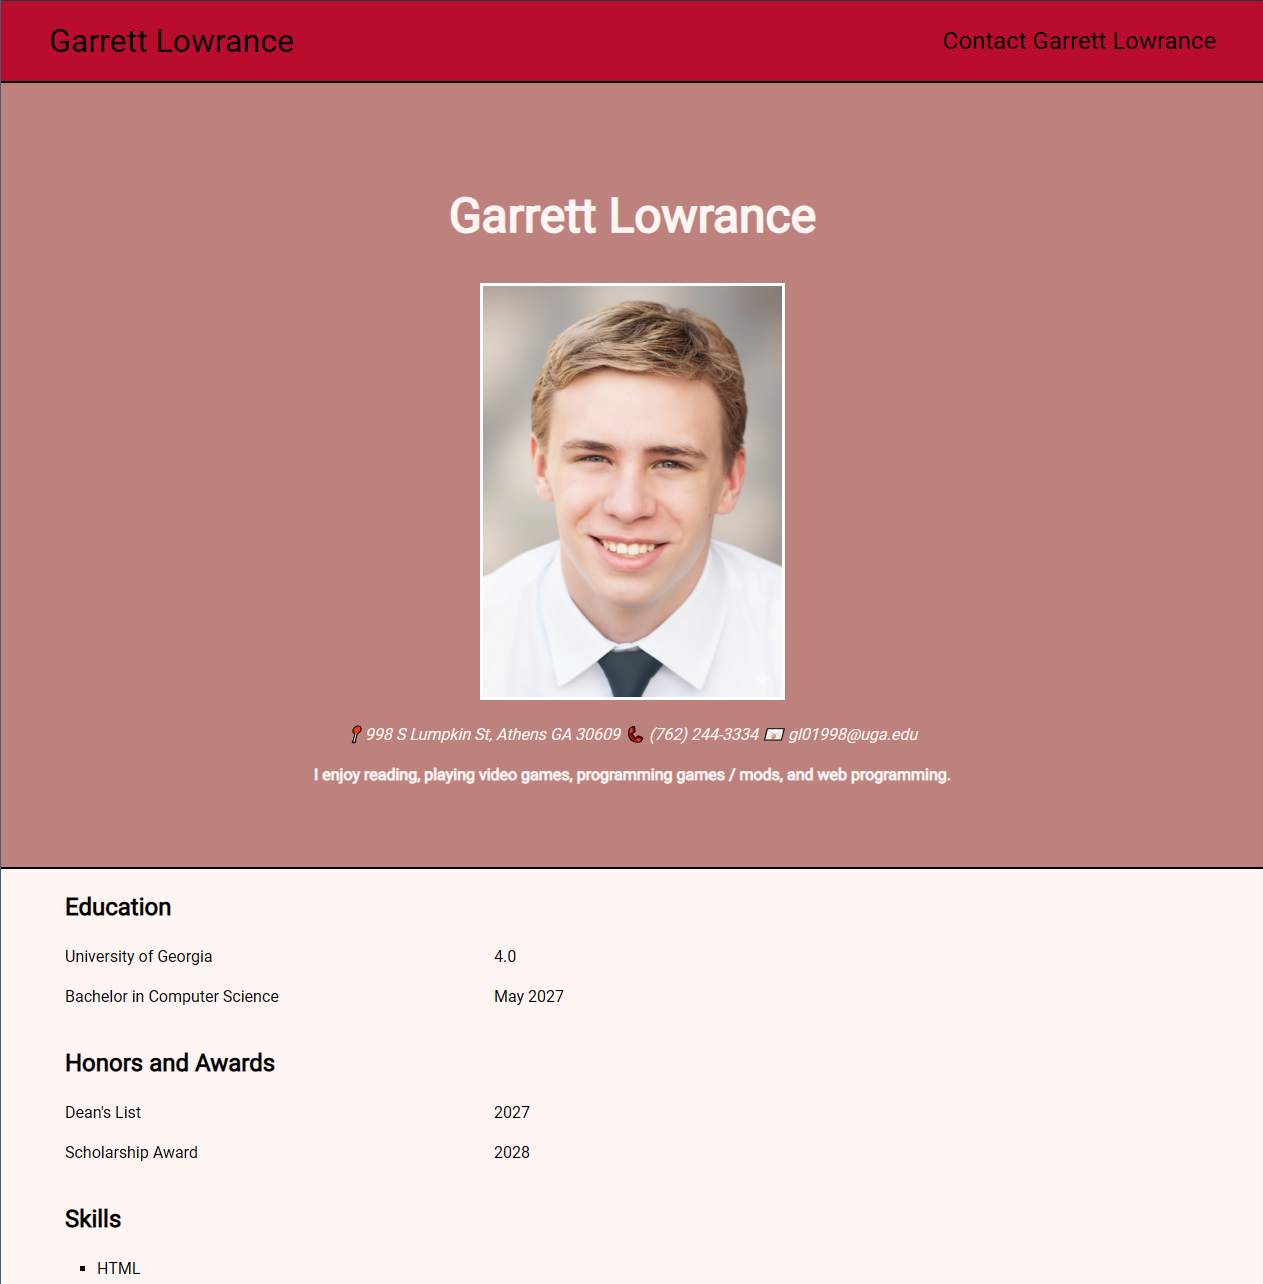 Garrett Lowrance
Contact Garrett Lowrance
Garrett Lowrance
📍998 S Lumpkin St, Athens GA 30609 📞 (762) 244-3334 📧 gl01998@uga.edu
I enjoy reading, playing video games, programming games / mods, and web programming.
Education
University of Georgia 4.0
Bachelor in Computer Science May 2027
Honors and Awards
Dean's List 2027
Scholarship Award 2028
Skills
▪ HTML